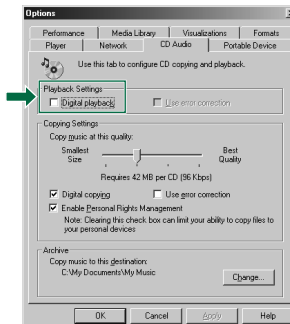 Options
Performance Media Library Visualizations Formats
Player Network CD Audio Portable Device
Use this tab to configure CD copying and playback.
Playback Settings
Digital playback Use error correction
Copying Settings
Copy music at this quality:
Smallest Size Best Quality
Requires 42 MB per CD (96 Kbps)
Digital copying Use error correction
Enable Personal Rights Management
Note: Clearing this check box can limit your ability to copy files to
your personal devices
Archive
Copy music to this destination:
C:\My Documents\My Music
Change...
OK Cancel Apply Help